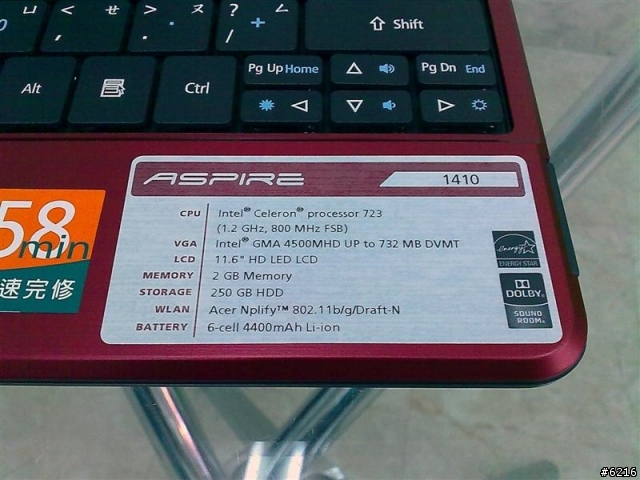 ㄩ < ㄝ > ㄡ ? ㄥ
, . / +
⇧ Shift
Alt Ctrl
Pg Up Home Pg Dn End
ASPIRE 1410
CPU Intel® Celeron® processor 723
(1.2 GHz, 800 MHz FSB)
VGA Intel® GMA 4500MHD UP to 732 MB DVMT
LCD 11.6" HD LED LCD
MEMORY 2 GB Memory
STORAGE 250 GB HDD
WLAN Acer Nplify™ 802.11b/g/Draft-N
BATTERY 6-cell 4400mAh Li-ion
energy
ENERGY STAR
DOLBY
SOUND
ROOM
58
min
速完修
#6216